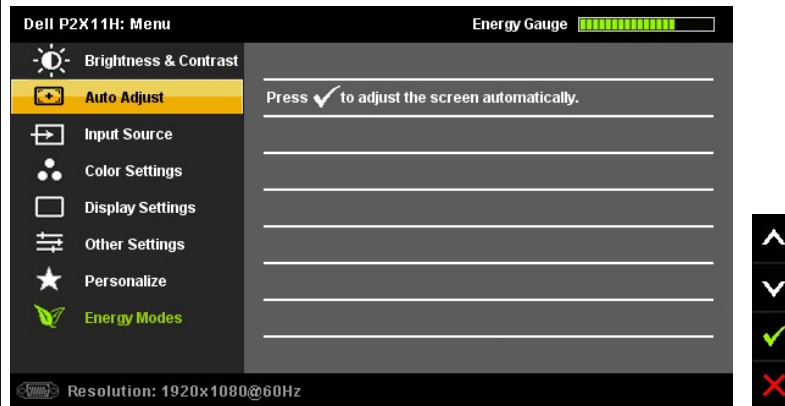 Dell P2X11H: Menu
Energy Gauge
Brightness & Contrast
Auto Adjust
Press ✓ to adjust the screen automatically.
Input Source
Color Settings
Display Settings
Other Settings
Personalize
Energy Modes
Resolution: 1920x1080@60Hz